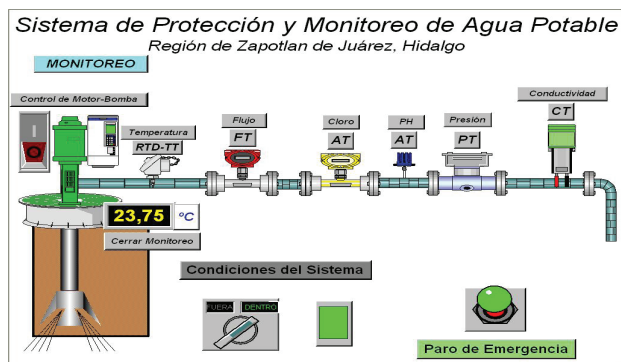 Sistema de Protección y Monitoreo de Agua Potable
Región de Zapotlan de Juárez, Hidalgo
MONITOREO
Control de Motor-Bomba
Temperatura
RTD-TT
Flujo
FT
Cloro
AT
PH
AT
Presión
PT
Conductividad
CT
23,75 ºC
Cerrar Monitoreo
Condiciones del Sistema
FUERA DENTRO
Paro de Emergencia